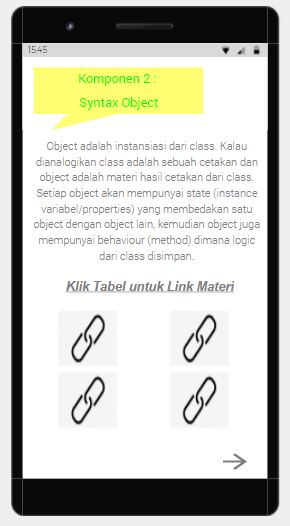 15.45
Komponen 2 :
Syntax Object
Object adalah instansiasi dari class. Kalau
dianalogikan class adalah sebuah cetakan dan
object adalah materi hasil cetakan dari class.
Setiap object akan mempunyai state (instance
variabel/properties) yang membedakan satu
object dengan object lain, kemudian object juga
mempunyai behaviour (method) dimana logic
dari class disimpan.
Klik Tabel untuk Link Materi